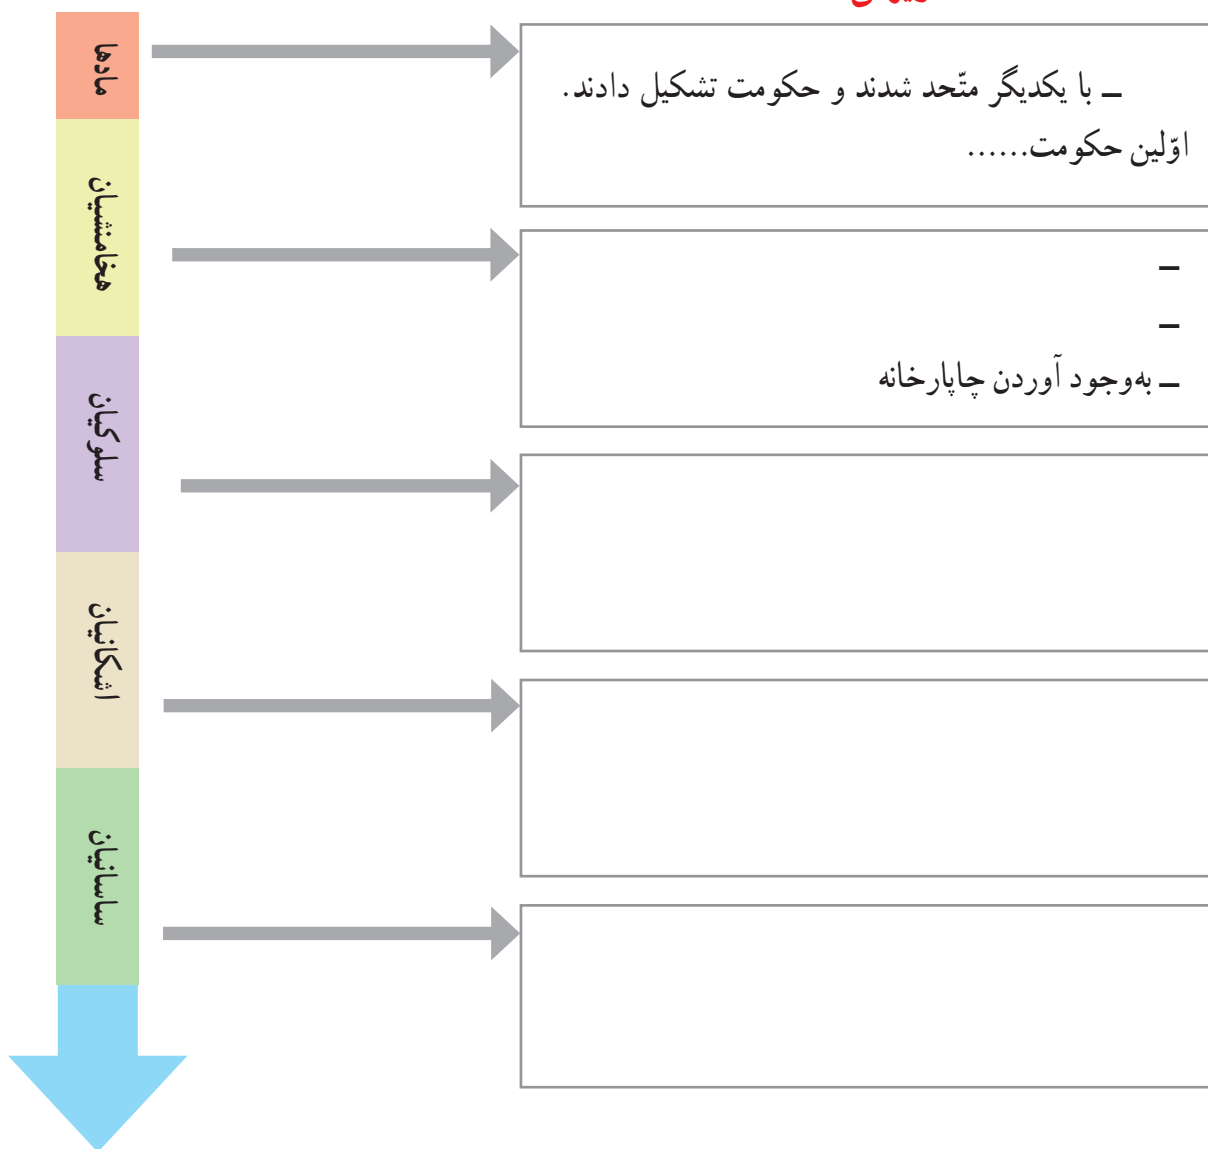 مادها
ــ با یکدیگر متّحد شدند و حکومت تشکیل دادند.
اوّلین حکومت......
هخامنشیان
ــ
ــ
ــ به‌وجود آوردن چاپارخانه
سلوکیان
اشکانیان
ساسانیان